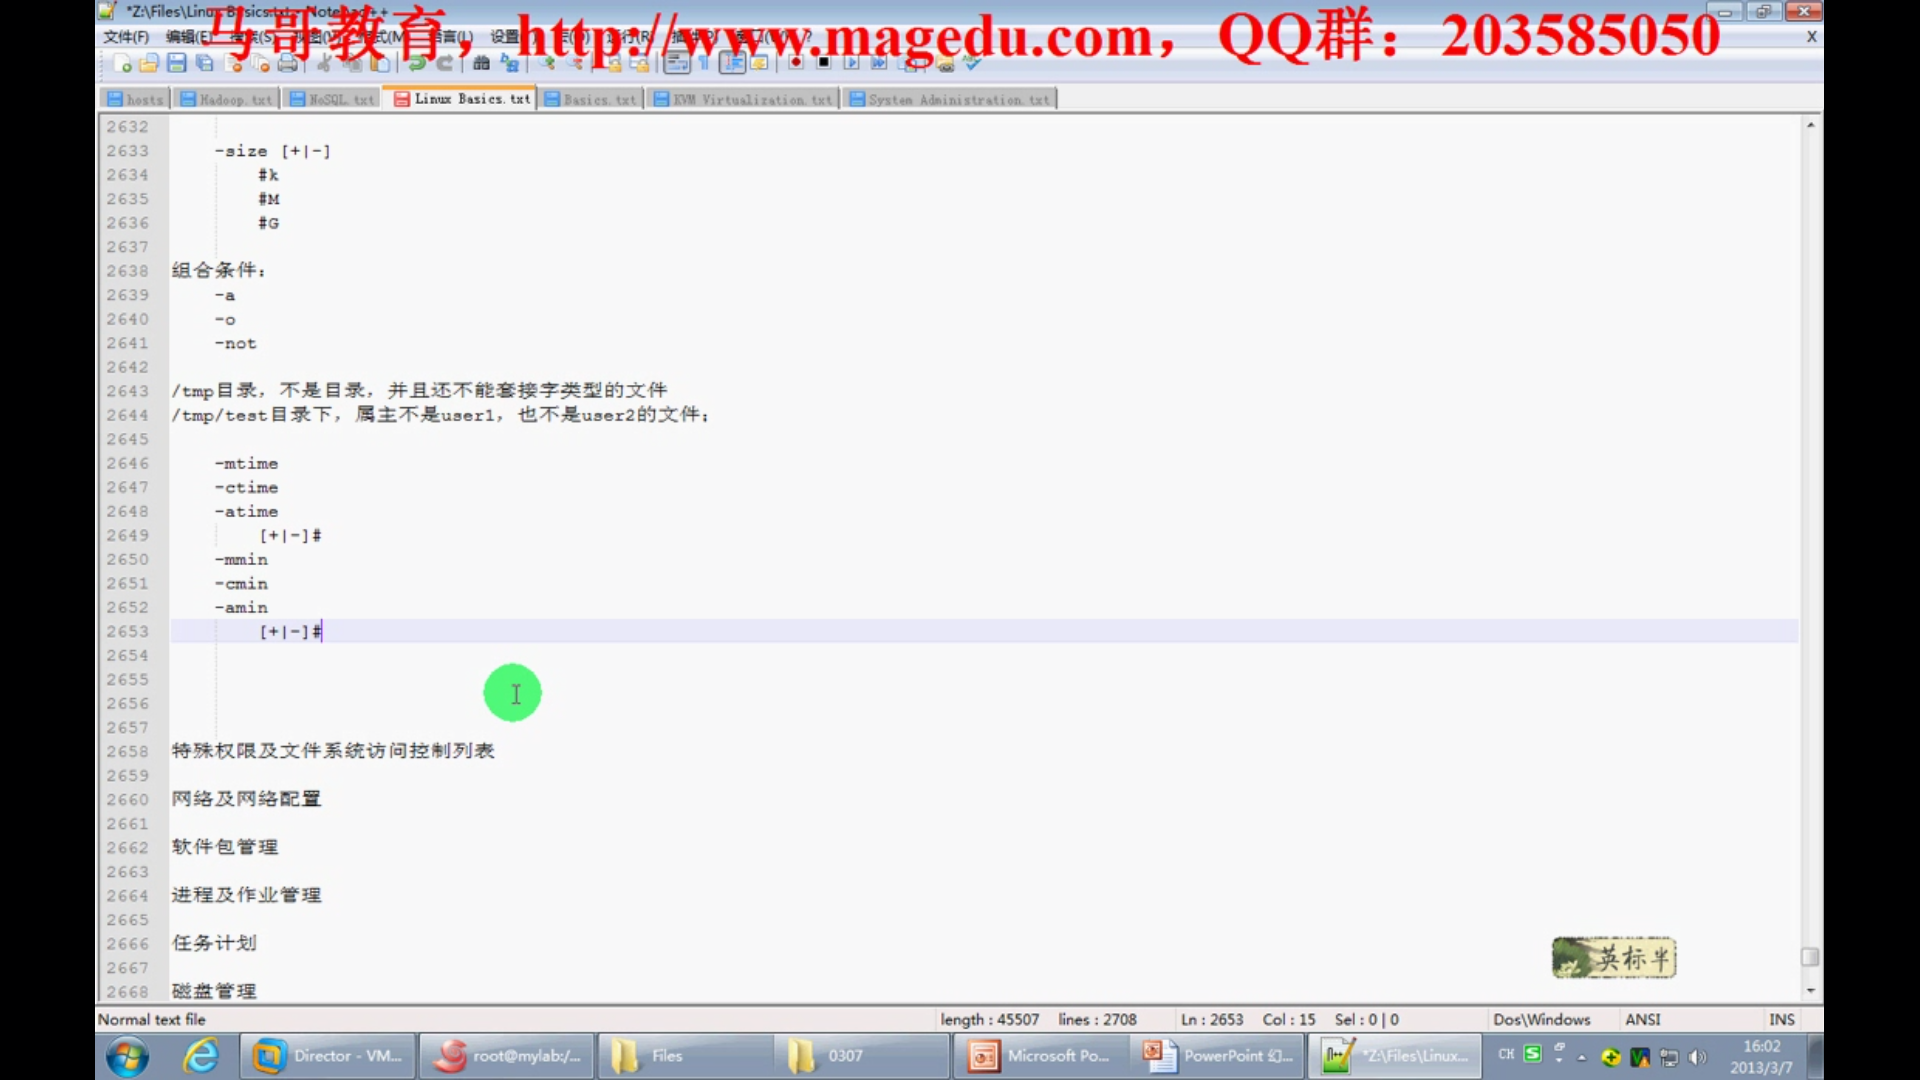 *Z:\Files\Linux Basics.txt - Notepad++
马哥教育，http://www.magedu.com，QQ群：203585050
文件(F) 编辑(E)
hosts Hadoop.txt NoSQL.txt Linux Basics.txt Basics.txt KVM Virtualization.txt System Administration.txt
2632
2633 -size [+|-]
2634 #k
2635 #M
2636 #G
2637
2638 组合条件：
2639 -a
2640 -o
2641 -not
2642
2643 /tmp目录，不是目录，并且还不能套接字类型的文件
2644 /tmp/test目录下，属主不是user1，也不是user2的文件；
2645
2646 -mtime
2647 -ctime
2648 -atime
2649 [+|-]#
2650 -mmin
2651 -cmin
2652 -amin
2653 [+|-]#
2654
2655
2656
2657
2658 特殊权限及文件系统访问控制列表
2659
2660 网络及网络配置
2661
2662 软件包管理
2663
2664 进程及作业管理
2665
2666 任务计划
2667
2668 磁盘管理
英标半
Normal text file length : 45507 lines : 2708 Ln : 2653 Col : 15 Sel : 0 | 0 Dos\Windows ANSI INS
Director - VM... root@mylab:/... Files 0307 Microsoft Po... PowerPoint 幻... *Z:\Files\Linux... CH 16:02
2013/3/7